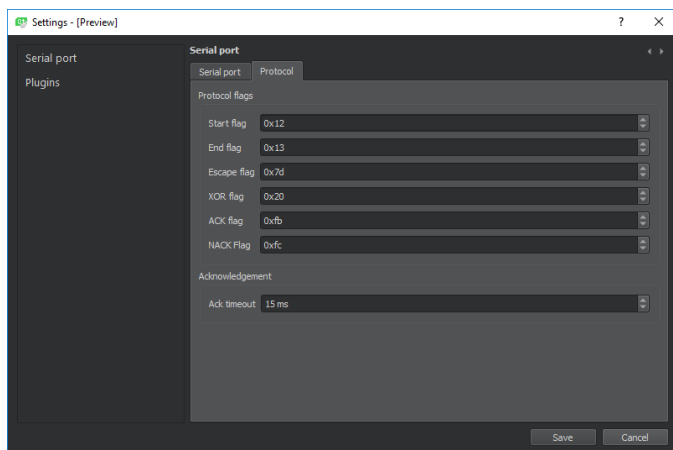 Settings - [Preview]
Serial port
Plugins
Serial port
Serial port Protocol
Protocol flags
Start flag 0x12
End flag 0x13
Escape flag 0x7d
XOR flag 0x20
ACK flag 0xfb
NACK Flag 0xfc
Acknowledgement
Ack timeout 15 ms
Save Cancel